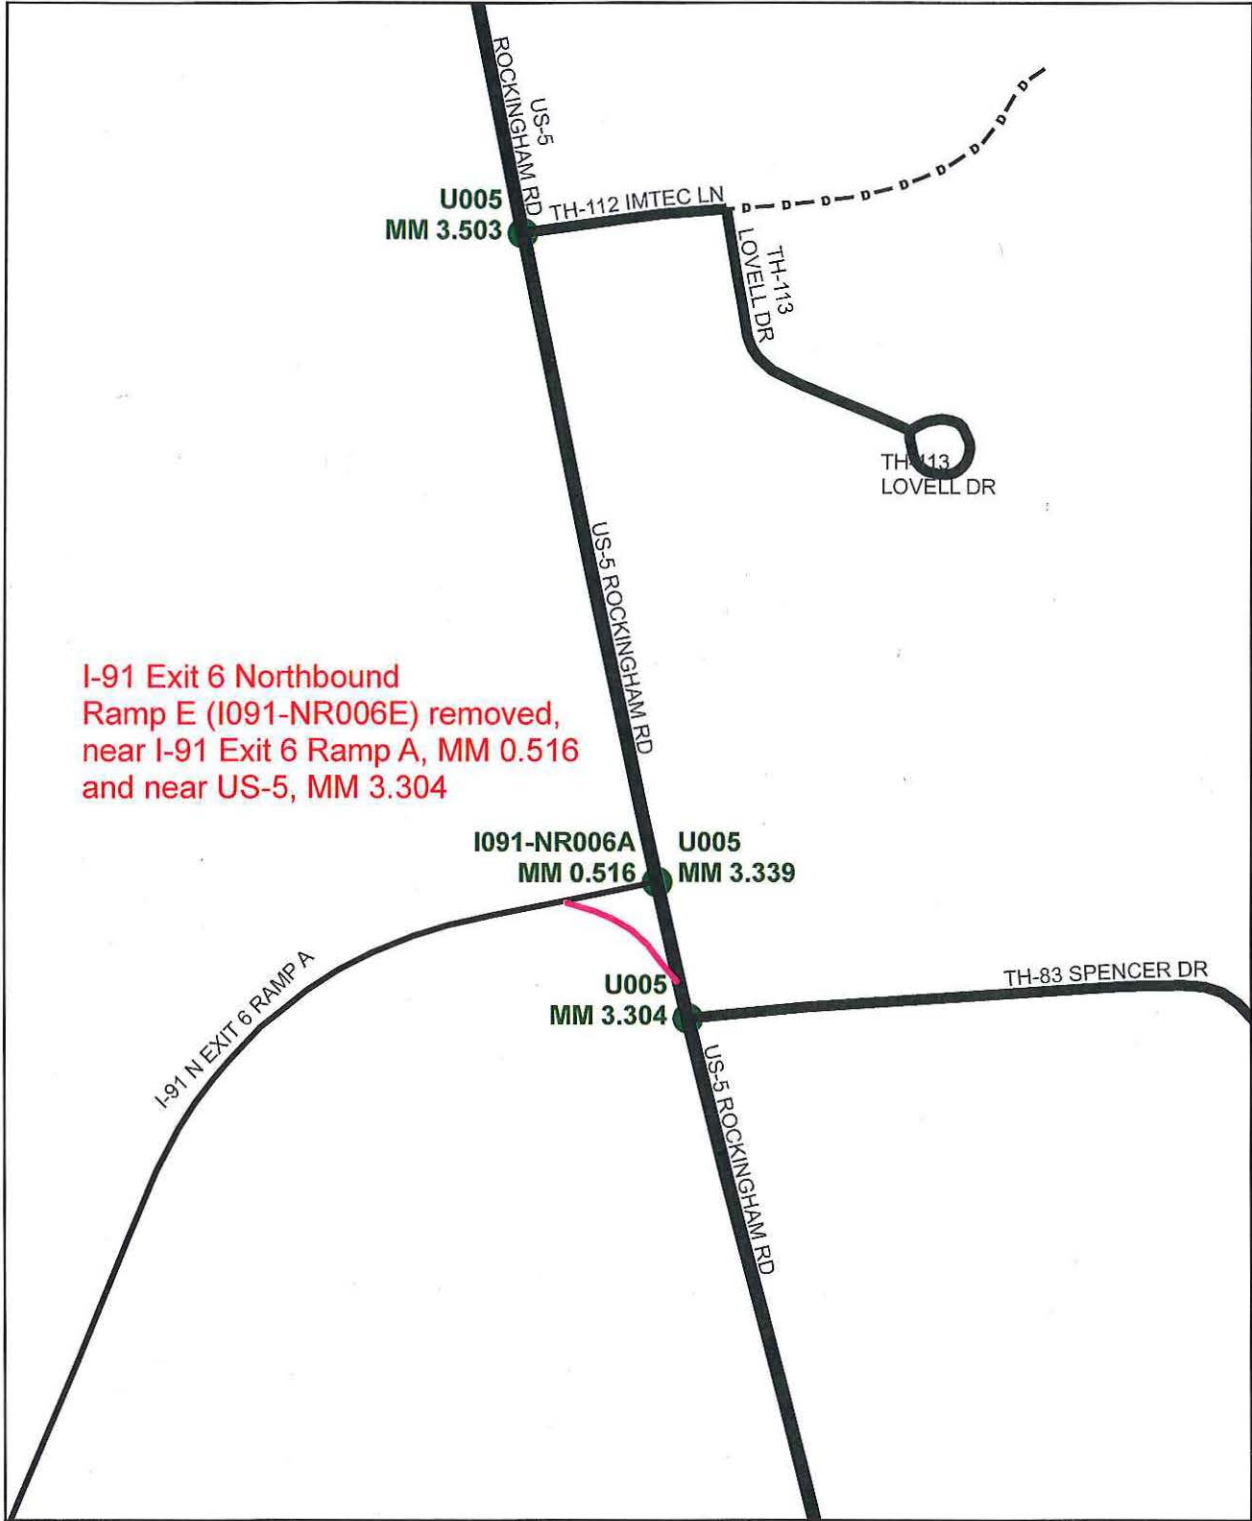 US-5
ROCKINGHAM RD
U005
MM 3.503
TH-112 IMTEC LN
D D D D D D D D
TH-113
LOVELL DR
TH-113
LOVELL DR
US-5 ROCKINGHAM RD
I-91 Exit 6 Northbound
Ramp E (I091-NR006E) removed,
near I-91 Exit 6 Ramp A, MM 0.516
and near US-5, MM 3.304
I091-NR006A
MM 0.516
U005
MM 3.339
I-91 N EXIT 6 RAMP A
U005
MM 3.304
TH-83 SPENCER DR
US-5 ROCKINGHAM RD